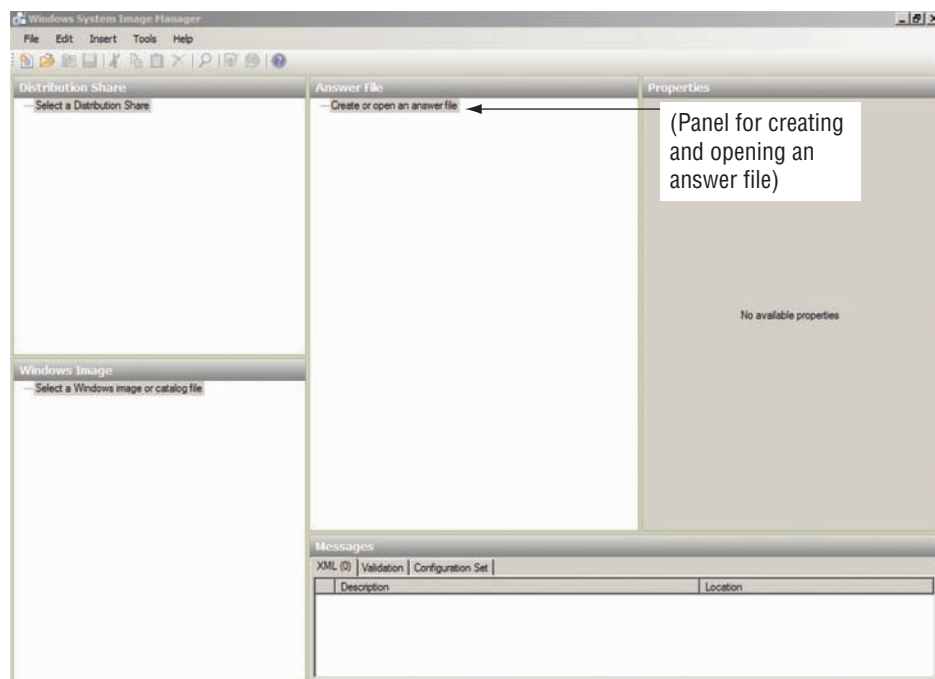 Windows System Image Manager
File Edit Insert Tools Help
Distribution Share
Select a Distribution Share
Answer File
Create or open an answer file
Properties
(Panel for creating
and opening an
answer file)
No available properties
Windows Image
Select a Windows image or catalog file
Messages
XML (0) Validation Configuration Set
Description Location